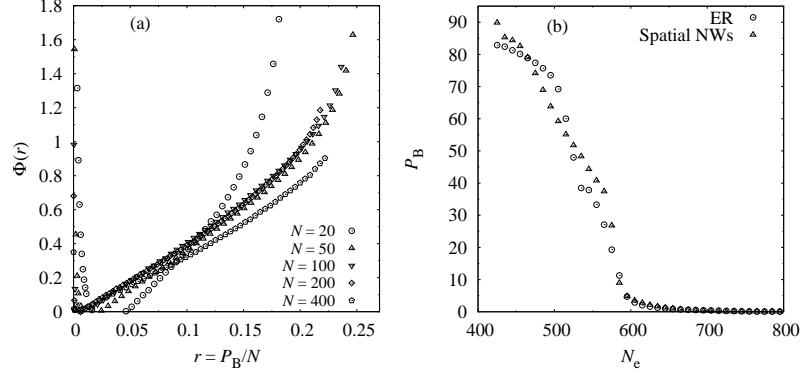 (a)
1.8
1.6
1.4
1.2
1
0.8
0.6
0.4
0.2
0
Φ(r)
N = 20
N = 50
N = 100
N = 200
N = 400
0 0.05 0.1 0.15 0.2 0.25
r = P_B/N
(b)
ER
Spatial NWs
90
80
70
60
50
40
30
20
10
0
P_B
400 500 600 700 800
N_e